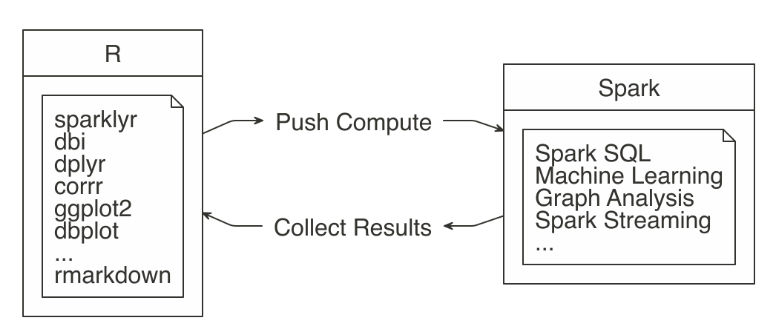 R
sparklyr
dbi
dplyr
corrr
ggplot2
dbplot
...
rmarkdown
Push Compute
Collect Results
Spark
Spark SQL
Machine Learning
Graph Analysis
Spark Streaming
...